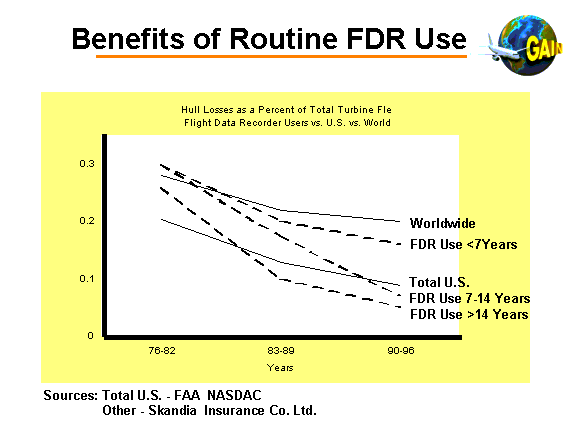 Benefits of Routine FDR Use
GAIN
Hull Losses as a Percent of Total Turbine Fle
Flight Data Recorder Users vs. U.S. vs. World
0.3
0.2
0.1
0
Worldwide
FDR Use <7Years
Total U.S.
FDR Use 7-14 Years
FDR Use >14 Years
76-82 83-89 90-96
Years
Sources: Total U.S. - FAA NASDAC
Other - Skandia Insurance Co. Ltd.